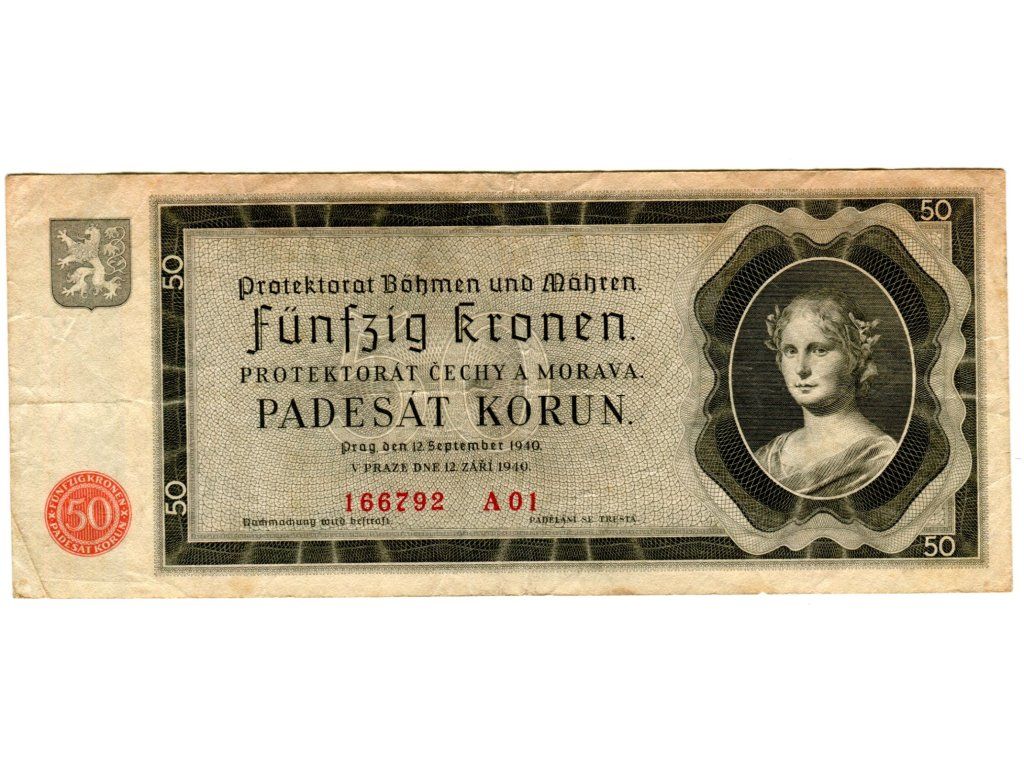 50
50
Protektorat Böhmen und Mähren.
Fünfzig Kronen.
PROTEKTORÁT ČECHY A MORAVA.
PADESÁT KORUN.
Prag den 12. September 1940.
V PRAZE DNE 12. ZÁŘÍ 1940.
166792 A 01
Nachmachung wird bestraft. PADĚLÁNÍ SE TRESTÁ.
50
50
FÜNFZIG KRONEN
50
PADESÁT KORUN
50